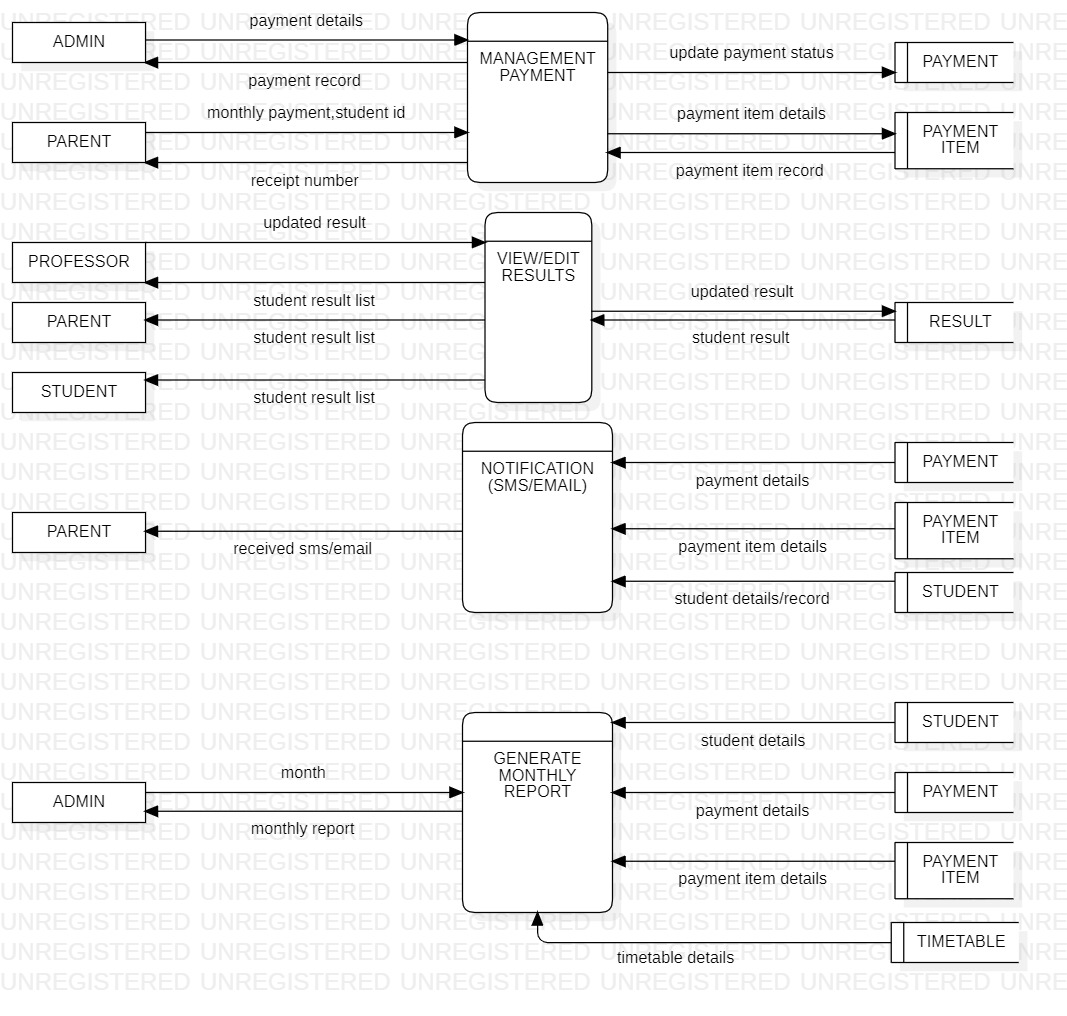 payment details
ADMIN
payment record
monthly payment,student id
PARENT
receipt number
MANAGEMENT
PAYMENT
update payment status
PAYMENT
payment item details
PAYMENT
ITEM
payment item record
updated result
PROFESSOR
student result list
PARENT
student result list
STUDENT
student result list
VIEW/EDIT
RESULTS
updated result
RESULT
student result
NOTIFICATION
(SMS/EMAIL)
PARENT
received sms/email
PAYMENT
payment details
PAYMENT
ITEM
payment item details
STUDENT
student details/record
GENERATE
MONTHLY
REPORT
month
ADMIN
monthly report
STUDENT
student details
PAYMENT
payment details
PAYMENT
ITEM
payment item details
TIMETABLE
timetable details
UNREGISTERED UNREGISTERED UNREGISTERED UNREGISTERED UNREGISTERED